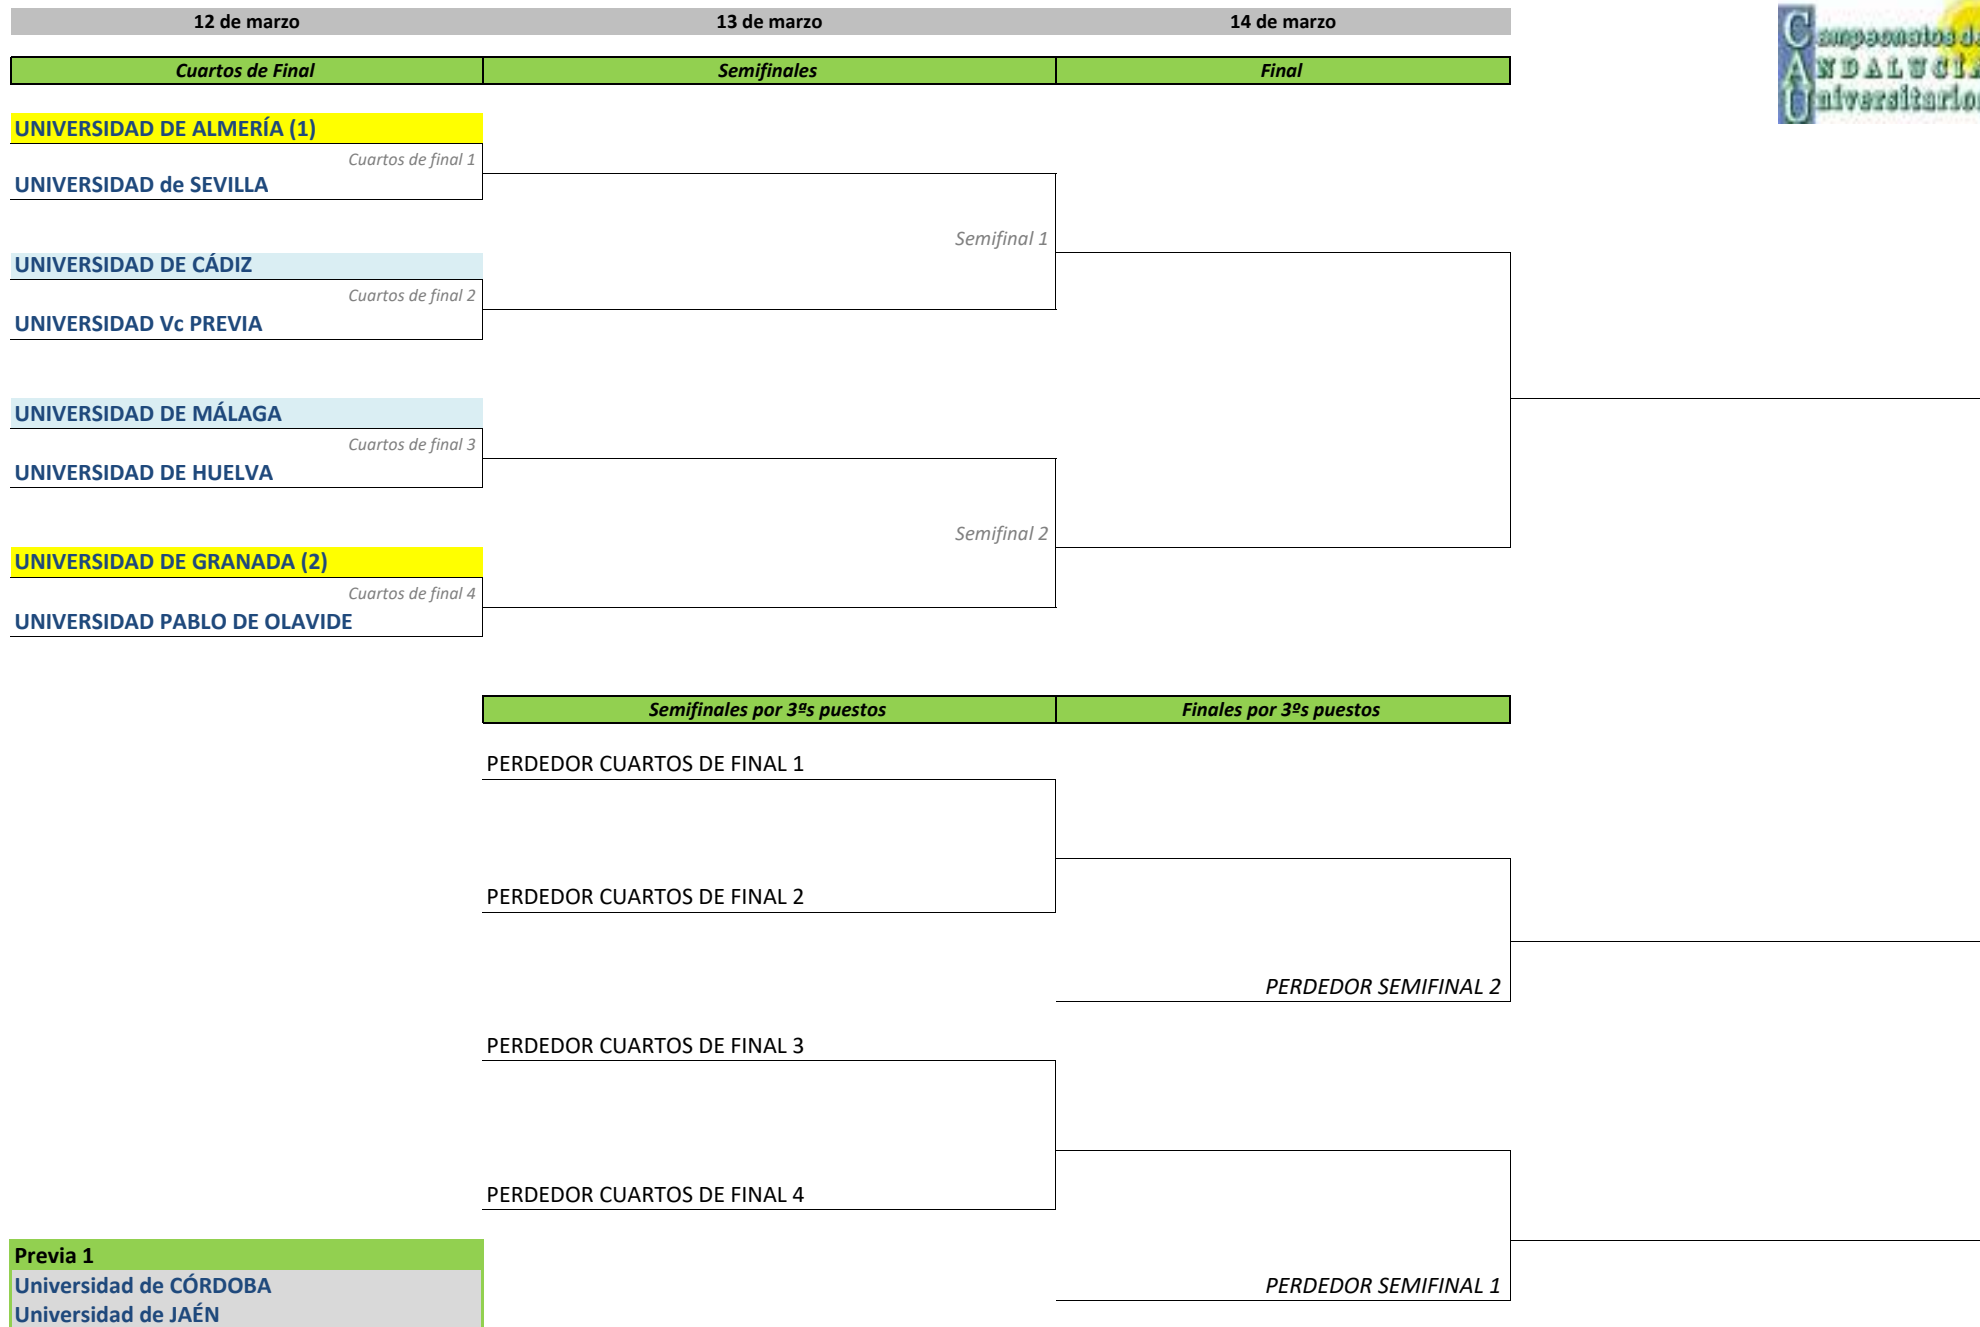 12 de marzo 13 de marzo 14 de marzo
Campeonatos de
ANDALUCÍA
Universitarios
Cuartos de Final Semifinales Final
UNIVERSIDAD DE ALMERÍA (1)
Cuartos de final 1
UNIVERSIDAD de SEVILLA
Semifinal 1
UNIVERSIDAD DE CÁDIZ
Cuartos de final 2
UNIVERSIDAD Vc PREVIA
UNIVERSIDAD DE MÁLAGA
Cuartos de final 3
UNIVERSIDAD DE HUELVA
Semifinal 2
UNIVERSIDAD DE GRANADA (2)
Cuartos de final 4
UNIVERSIDAD PABLO DE OLAVIDE
Semifinales por 3ªs puestos Finales por 3ºs puestos
PERDEDOR CUARTOS DE FINAL 1
PERDEDOR CUARTOS DE FINAL 2
PERDEDOR SEMIFINAL 2
PERDEDOR CUARTOS DE FINAL 3
PERDEDOR CUARTOS DE FINAL 4
Previa 1
Universidad de CÓRDOBA
PERDEDOR SEMIFINAL 1
Universidad de JAÉN